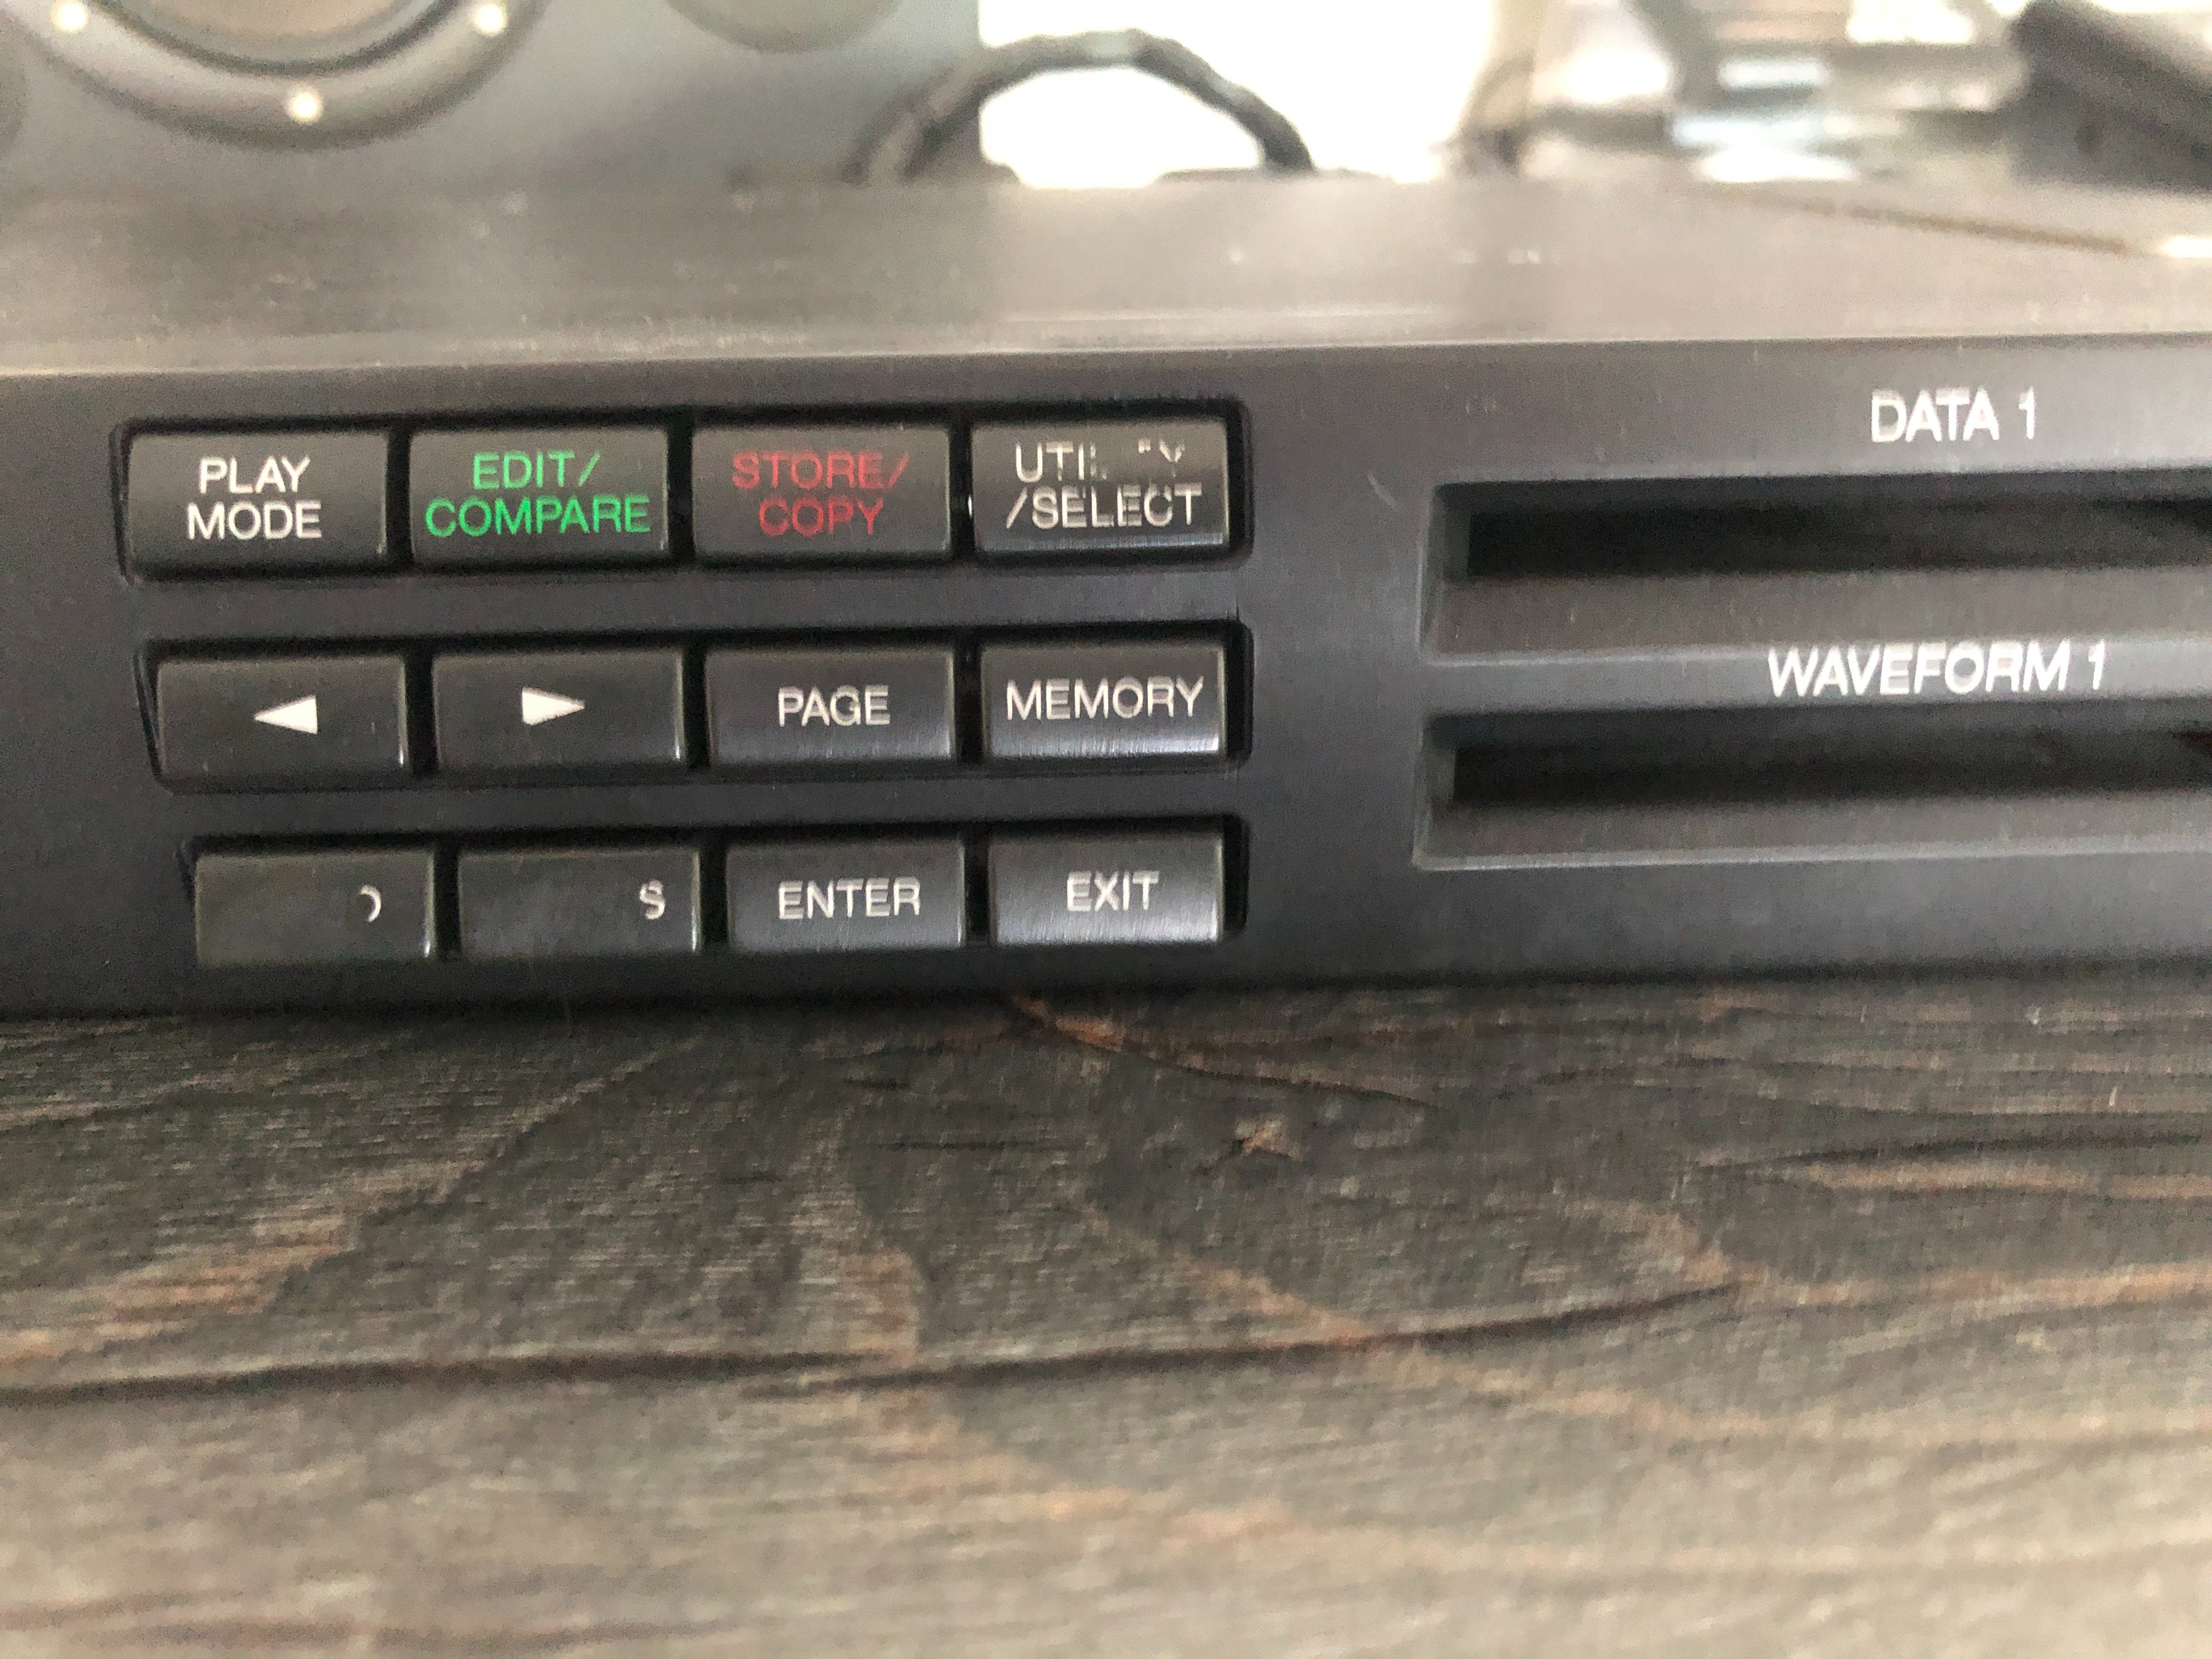 PLAY
MODE
EDIT/
COMPARE
STORE/
COPY
/SELECT
DATA 1
PAGE
MEMORY
WAVEFORM 1
ENTER
EXIT